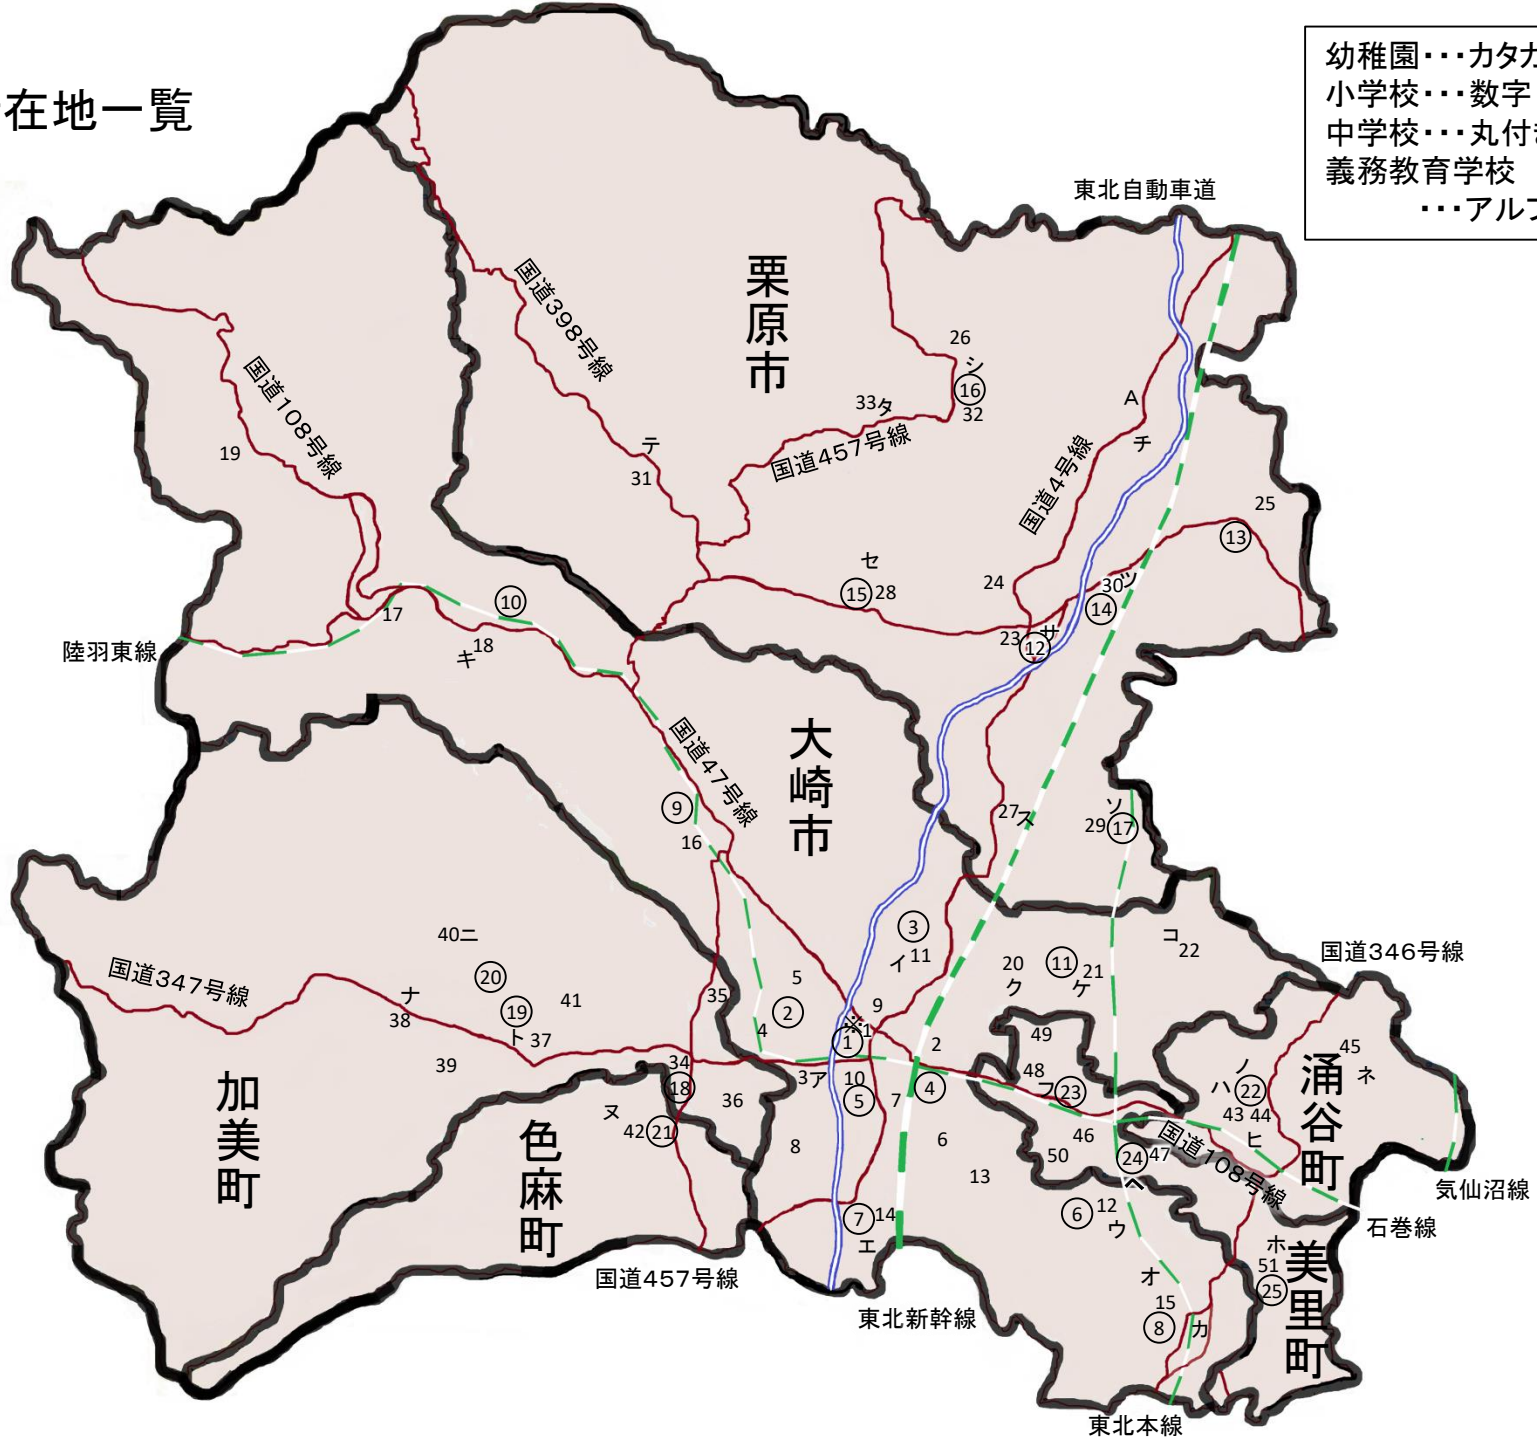 在地一覧
幼稚園・・・カタカ
小学校・・・数字
中学校・・・丸付
義務教育学校
・・・アルフ
東北自動車道
栗原市
国道398号線
国道108号線
26
シ
⑯
32
33タ
国道457号線
A
チ
国道4号線
19
テ
31
25
⑬
セ
⑮ 28
24
30ツ
⑭
⑩
17
陸羽東線
キ 18
23 サ
⑫
国道47号線
大崎市
⑨
16
27ス
ソ
29 ⑰
③
イ 11
コ22
国道346号線
40ニ
⑳
国道347号線
ナ
38
⑲
ト 37
41
39
35
5
②
4
9
※1
①
20
ク
⑪ 21
ケ
49
2
48
フ ㉓
45
ネ
涌谷町
ノ
ハ ㉒
43 44
ヒ
34
⑱
36
3ア
10
⑤
7
④
加美町
色麻町
ヌ
42 ㉑
8
6
13
46
50
㉔ 47
ヘ
国道108号線
気仙沼線
石巻線
⑦ 14
エ
⑥ 12
ウ
オ
15
⑧ カ
ホ
51
㉕
美里町
国道457号線
東北新幹線
東北本線